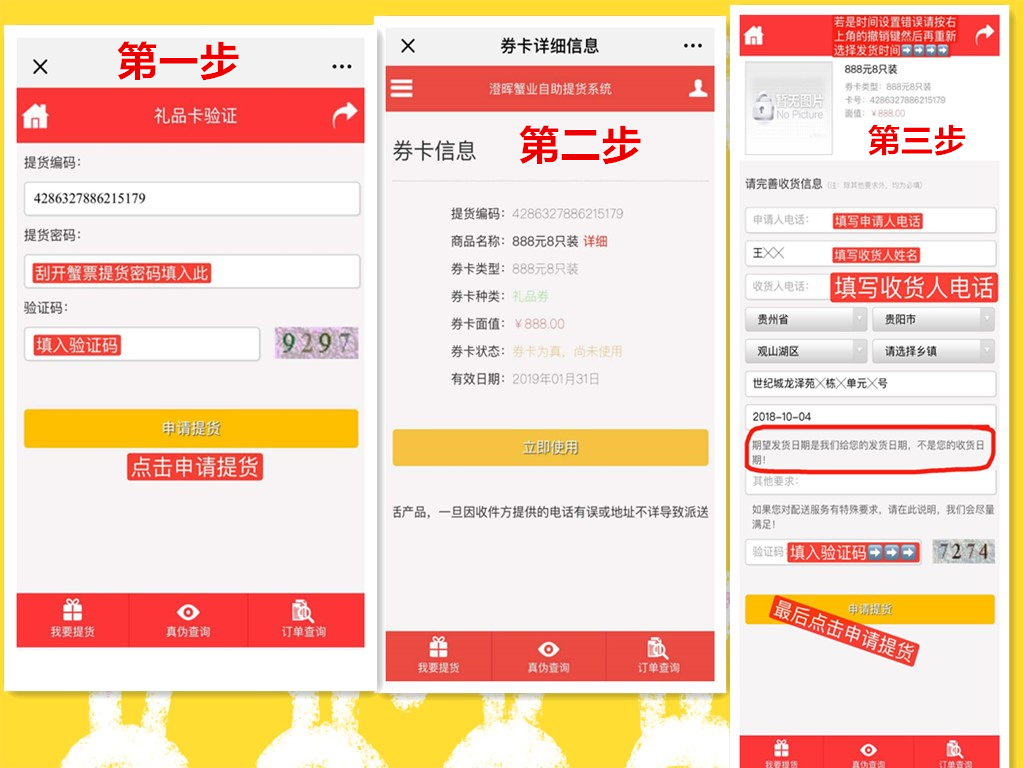 第一步
礼品卡验证
提货编码：
4286327886215179
提货密码：
刮开蟹票提货密码填入此
验证码：
填入验证码
9297
申请提货
点击申请提货
我要提货
真伪查询
订单查询
券卡详细信息
澄晖蟹业自助提货系统
第二步
券卡信息
提货编码：4286327886215179
商品名称：888元8只装 详细
券卡类型：888元8只装
券卡种类：礼品券
券卡面值：￥888.00
券卡状态：券卡为真，尚未使用
有效日期：2019年01月31日
立即使用
活产品，一旦因收件方提供的电话有误或地址不详导致派送
我要提货
真伪查询
订单查询
若是时间设置错误请按右
上角的撤销键然后再重新
选择发货时间➡➡➡➡
暂无图片
No Picture
888元8只装
券卡类型：888元8只装
卡号：4286327886215179
面值：￥888.00
第三步
请完善收货信息（注：除其他要求外，均为必填）
申请人电话：
填写申请人电话
王╳╳
填写收货人姓名
收货人电话：
填写收货人电话
贵州省
贵阳市
观山湖区
请选择乡镇
世纪城龙泽苑╳栋╳单元╳号
2018-10-04
期望发货日期是我们给您的发货日期，不是您的收货日
期！
其他要求：
如果您对配送服务有特殊要求，请在此说明，我们会尽量
满足！
验证码：
填入验证码➡➡➡
7274
申请提货
最后点击申请提货
我要提货
真伪查询
订单查询